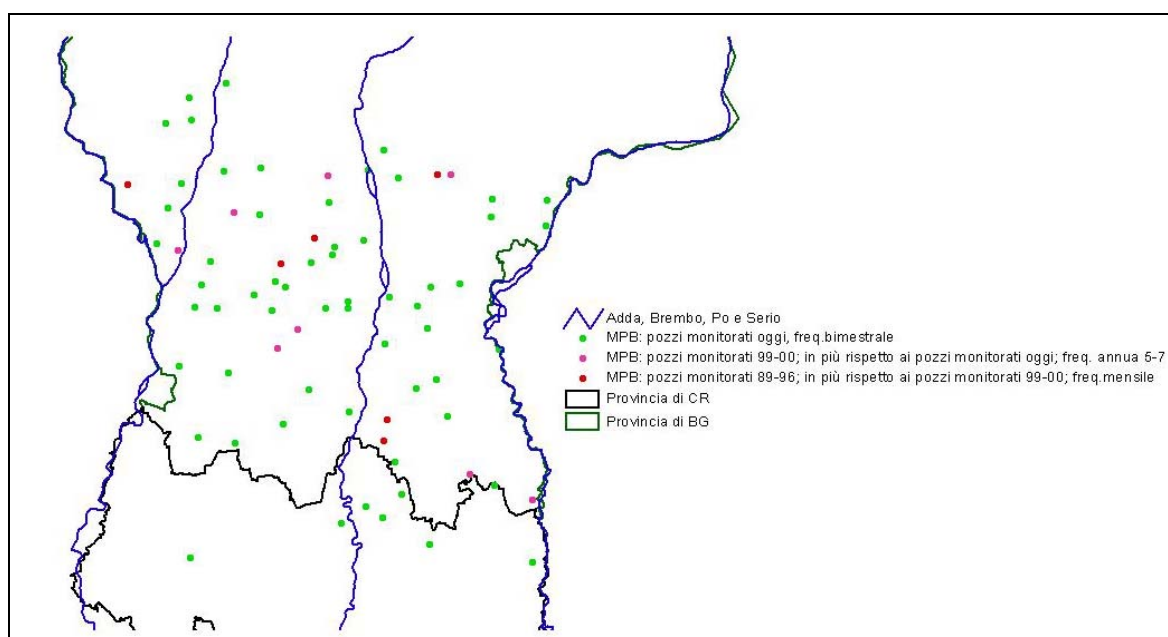 Adda, Brembo, Po e Serio
MPB: pozzi monitorati oggi, freq.bimestrale
MPB: pozzi monitorati 99-00; in più rispetto ai pozzi monitorati oggi; freq. annua 5-7
MPB: pozzi monitorati 89-96; in più rispetto ai pozzi monitorati 99-00; freq.mensile
Provincia di CR
Provincia di BG